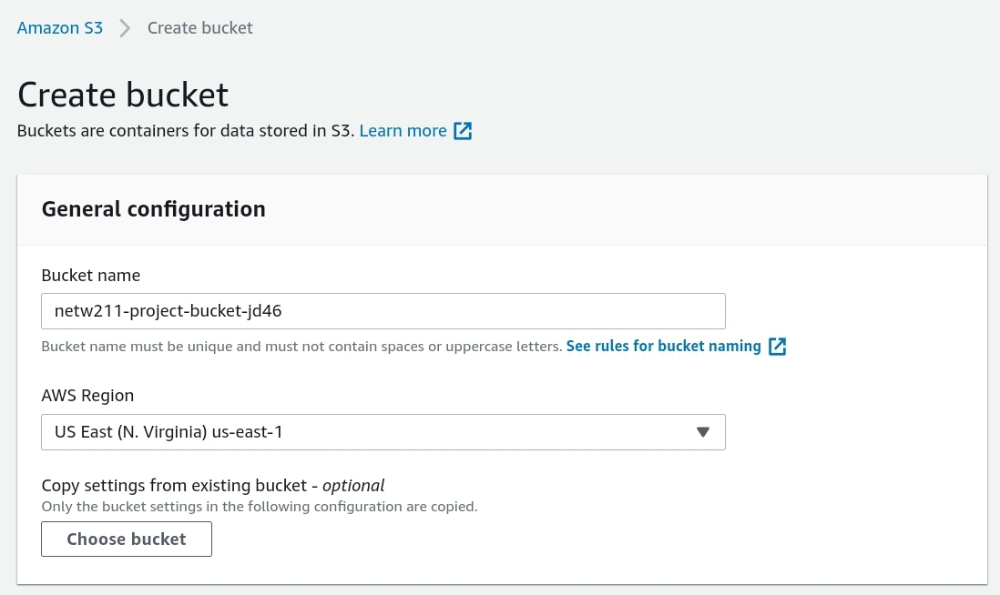 Amazon S3 > Create bucket
Create bucket
Buckets are containers for data stored in S3. Learn more
General configuration
Bucket name
netw211-project-bucket-jd46
Bucket name must be unique and must not contain spaces or uppercase letters. See rules for bucket naming
AWS Region
US East (N. Virginia) us-east-1
Copy settings from existing bucket - optional
Only the bucket settings in the following configuration are copied.
Choose bucket